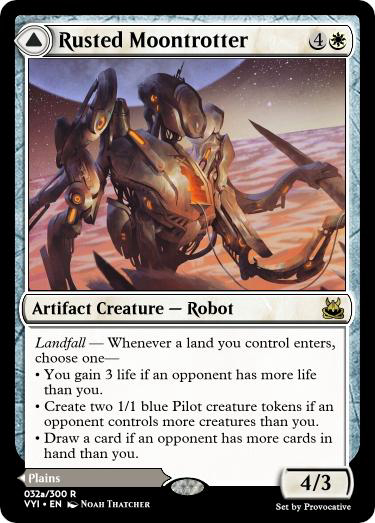 Rusted Moontrotter 4
Artifact Creature — Robot
Landfall — Whenever a land you control enters,
choose one—
• You gain 3 life if an opponent has more life
than you.
• Create two 1/1 blue Pilot creature tokens if an
opponent controls more creatures than you.
• Draw a card if an opponent has more cards in
hand than you.
Plains
4/3
032a/300 R
VYI • EN Noah Thatcher
Set by Provocative